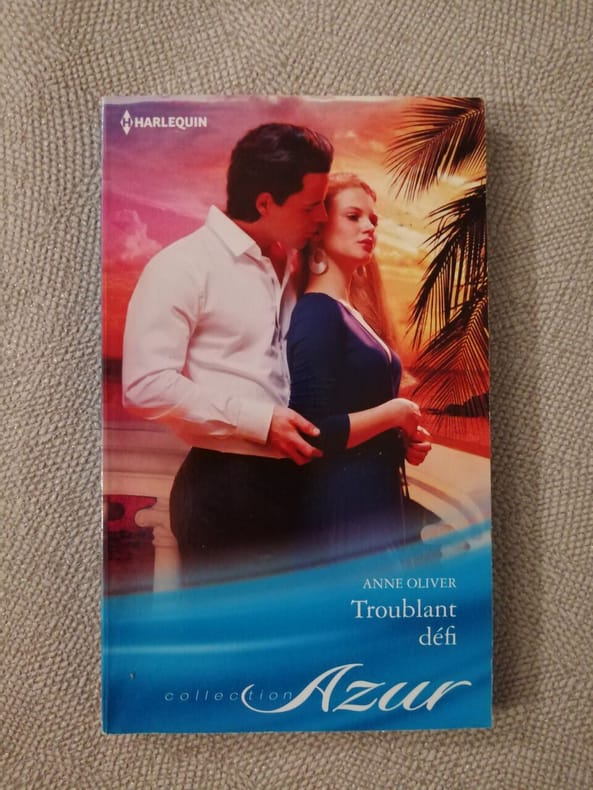 HARLEQUIN
ANNE OLIVER
Troublant
défi
collection Azur